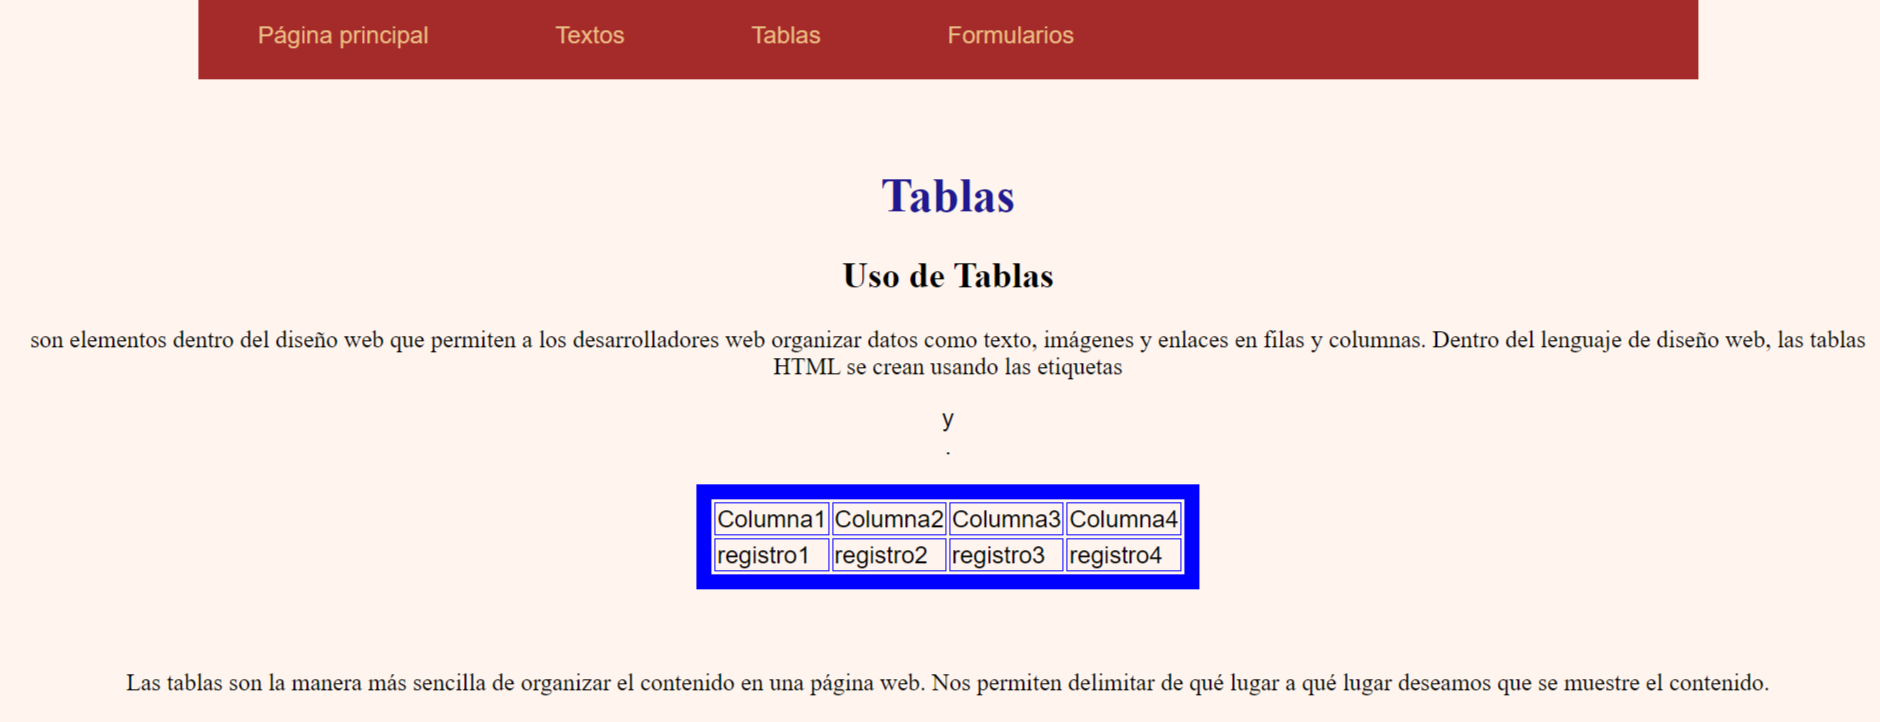 Página principal Textos Tablas Formularios
Tablas
Uso de Tablas
son elementos dentro del diseño web que permiten a los desarrolladores web organizar datos como texto, imágenes y enlaces en filas y columnas. Dentro del lenguaje de diseño web, las tablas
HTML se crean usando las etiquetas
y
.
Columna1 Columna2 Columna3 Columna4
registro1 registro2 registro3 registro4
Las tablas son la manera más sencilla de organizar el contenido en una página web. Nos permiten delimitar de qué lugar a qué lugar deseamos que se muestre el contenido.